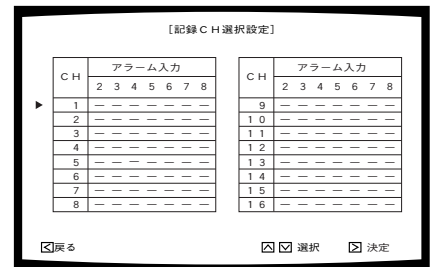 [記録CH選択設定]
CH アラーム入力
2 3 4 5 6 7 8
▶ 1 — — — — — — —
2 — — — — — — —
3 — — — — — — —
4 — — — — — — —
5 — — — — — — —
6 — — — — — — —
7 — — — — — — —
8 — — — — — — —
CH アラーム入力
2 3 4 5 6 7 8
9 — — — — — — —
10 — — — — — — —
11 — — — — — — —
12 — — — — — — —
13 — — — — — — —
14 — — — — — — —
15 — — — — — — —
16 — — — — — — —
戻る 選択 決定